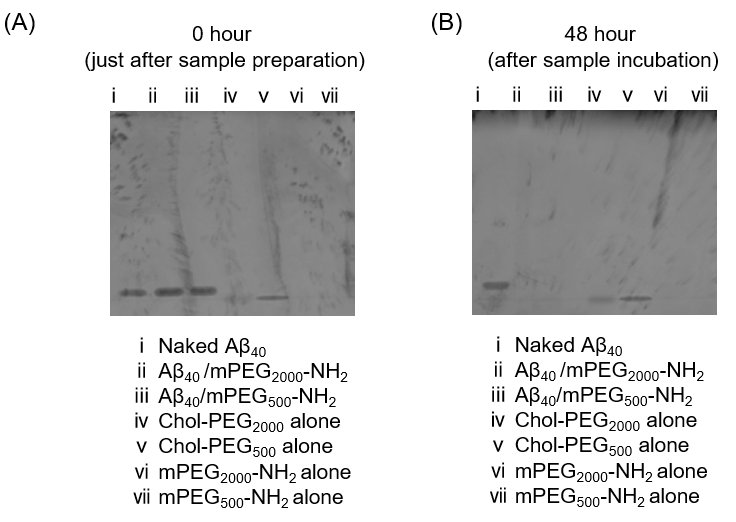 (A)
0 hour
(just after sample preparation)
i ii iii iv v vi vii
i Naked Aβ40
ii Aβ40 /mPEG2000-NH2
iii Aβ40/mPEG500-NH2
iv Chol-PEG2000 alone
v Chol-PEG500 alone
vi mPEG2000-NH2 alone
vii mPEG500-NH2 alone
(B)
48 hour
(after sample incubation)
i ii iii iv v vi vii
i Naked Aβ40
ii Aβ40 /mPEG2000-NH2
iii Aβ40/mPEG500-NH2
iv Chol-PEG2000 alone
v Chol-PEG500 alone
vi mPEG2000-NH2 alone
vii mPEG500-NH2 alone